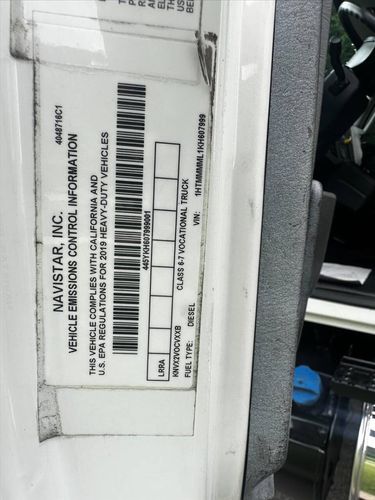 4048716C1
NAVISTAR, INC.
VEHICLE EMISSIONS CONTROL INFORMATION
THIS VEHICLE COMPLIES WITH CALIFORNIA AND
U.S. EPA REGULATIONS FOR 2019 HEAVY-DUTY VEHICLES
445YKH607999001
LRRA
KNVX2VOCVXXB
CLASS 6-7 VOCATIONAL TRUCK
FUEL TYPE: DIESEL
VIN: 1HTMMMML1KH607999